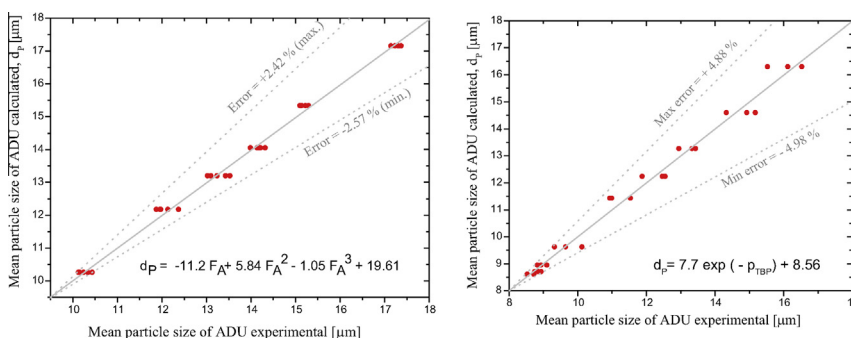 Mean particle size of ADU calculated, dₚ [µm]
18
17
16
15
14
13
12
11
10
Error = +2.42 % (max.)
Error = -2.57 % (min.)
dP = -11.2 FA + 5.84 FA² - 1.05 FA³ + 19.61
10 11 12 13 14 15 16 17 18
Mean particle size of ADU experimental [µm]
Mean particle size of ADU calculated, dₚ [µm]
18
17
16
15
14
13
12
11
10
9
8
Max error = + 4.88 %
Min error = - 4.98 %
dₚ = 7.7 exp ( - pTBP) + 8.56
8 10 12 14 16
Mean particle size of ADU experimental [µm]